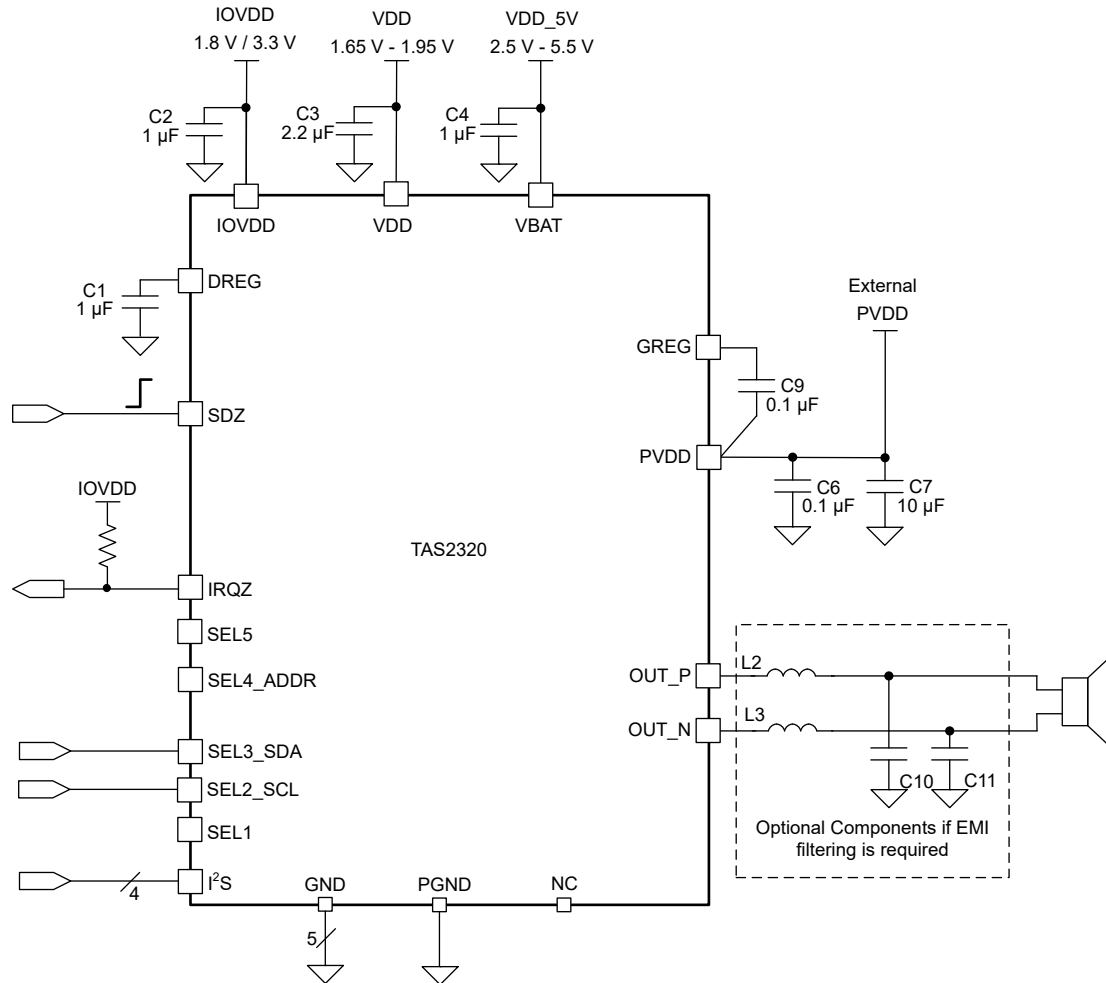 IOVDD
1.8 V / 3.3 V
VDD
1.65 V - 1.95 V
VDD_5V
2.5 V - 5.5 V
C2
1 µF
C3
2.2 µF
C4
1 µF
IOVDD
VDD
VBAT
C1
1 µF
DREG
External
PVDD
GREG
C9
0.1 µF
SDZ
PVDD
C6
0.1 µF
C7
10 µF
IOVDD
TAS2320
IRQZ
SEL5
SEL4_ADDR
OUT_P
L2
OUT_N
L3
SEL3_SDA
SEL2_SCL
C10
C11
SEL1
Optional Components if EMI
filtering is required
I²S
4
GND
PGND
NC
5